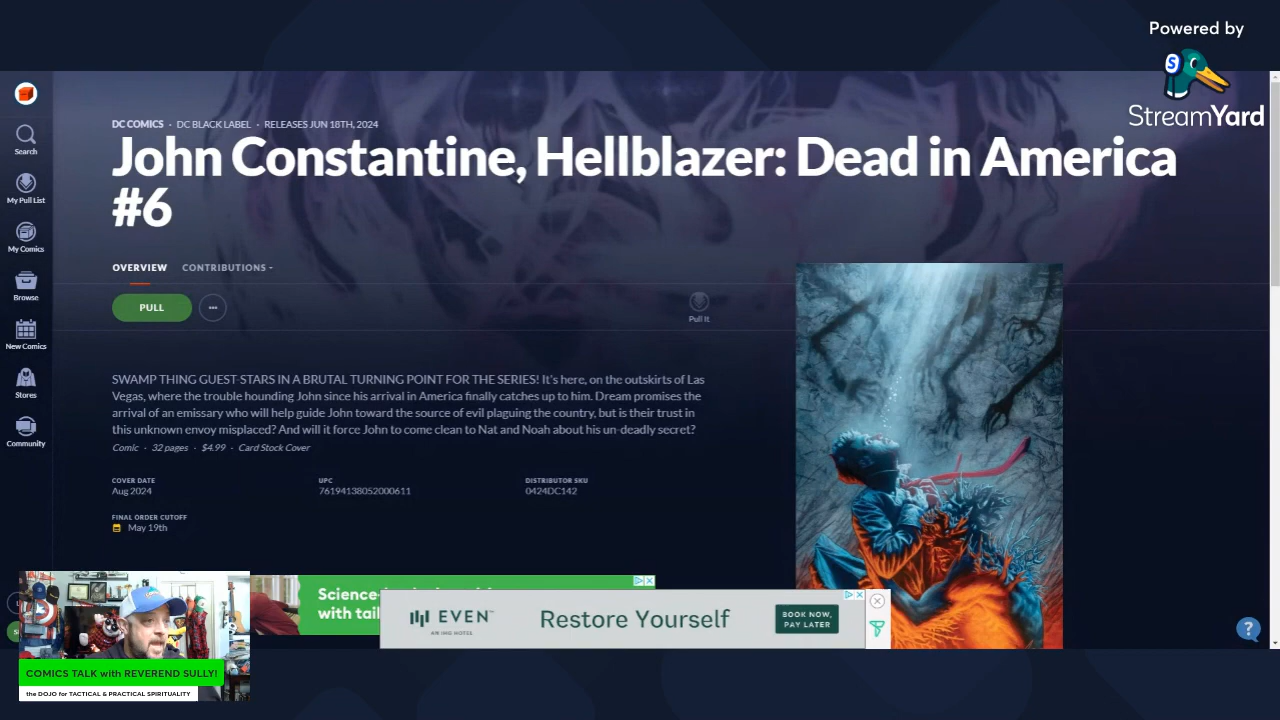 Powered by
StreamYard
DC COMICS · DC BLACK LABEL · RELEASES JUN 18TH, 2024
John Constantine, Hellblazer: Dead in America
#6
Search
My Pull List
My Comics
Browse
New Comics
Stores
Community
OVERVIEW CONTRIBUTIONS
PULL
Pull It
SWAMP THING GUEST-STARS IN A BRUTAL TURNING POINT FOR THE SERIES! It's here, on the outskirts of Las
Vegas, where the trouble hounding John since his arrival in America finally catches up to him. Dream promises the
arrival of an emissary who will help guide John toward the source of evil plaguing the country, but is their trust in
this unknown envoy misplaced? And will it force John to come clean to Nat and Noah about his un-deadly secret?
Comic · 32 pages · $4.99 · Card Stock Cover
COVER DATE UPC DISTRIBUTOR SKU
Aug 2024 76194138052000611 0424DC142
FINAL ORDER CUTOFF
May 19th
with tail
EVEN
Restore Yourself
BOOK NOW,
PAY LATER
COMICS TALK with REVEREND SULLY!
the DOJO for TACTICAL & PRACTICAL SPIRITUALITY